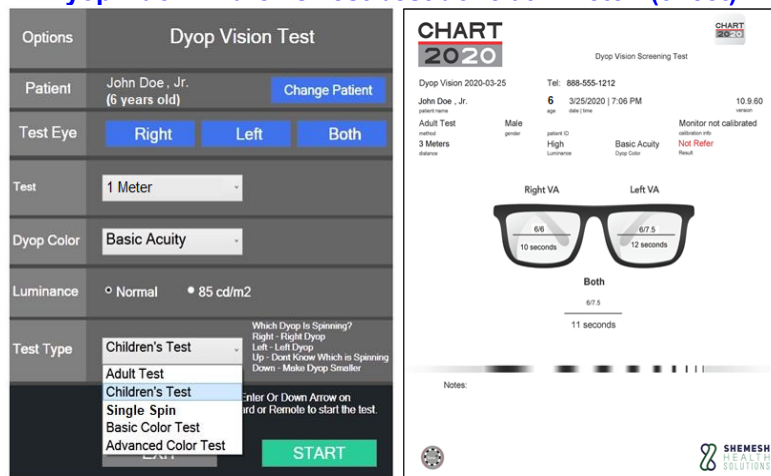 Options
Dyop Vision Test
Patient
John Doe , Jr.
(6 years old)
Change Patient
Test Eye
Right
Left
Both
Test
1 Meter
Dyop Color
Basic Acuity
Luminance
Normal
85 cd/m2
Test Type
Children's Test
Which Dyop Is Spinning?
Right - Right Dyop
Left - Left Dyop
Up - Dont Know Which is Spinning
Down - Make Dyop Smaller
Adult Test
Children's Test
Single Spin
Basic Color Test
Advanced Color Test
Enter Or Down Arrow on
rd or Remote to start the test.
EXIT
START
CHART
2020
CHART
2020
Dyop Vision Screening Test
Dyop Vision 2020-03-25 Tel: 888-555-1212
John Doe , Jr. 6 3/25/2020 | 7:06 PM 10.9.60
patient name age date | time version
Adult Test Male Monitor not calibrated
method gender patient ID calibration info
3 Meters High Basic Acuity Not Refer
distance Luminance Dyop Color Result
Right VA Left VA
6/6 6/7.5
10 seconds 12 seconds
Both
6/7.5
11 seconds
Notes:
SHEMESH
HEALTH
SOLUTIONS